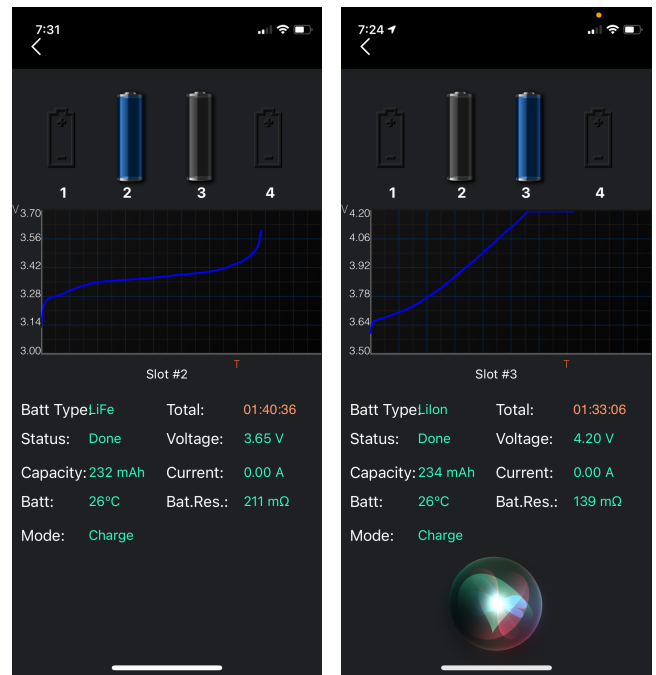 7:31
1 2 3 4
V 3.70
3.56
3.42
3.28
3.14
3.00
T
Slot #2
Batt Type: LiFe Total: 01:40:36
Status: Done Voltage: 3.65 V
Capacity: 232 mAh Current: 0.00 A
Batt: 26°C Bat.Res.: 211 mΩ
Mode: Charge
7:24
1 2 3 4
V 4.20
4.06
3.92
3.78
3.64
3.50
T
Slot #3
Batt Type: LiIon Total: 01:33:06
Status: Done Voltage: 4.20 V
Capacity: 234 mAh Current: 0.00 A
Batt: 26°C Bat.Res.: 139 mΩ
Mode: Charge